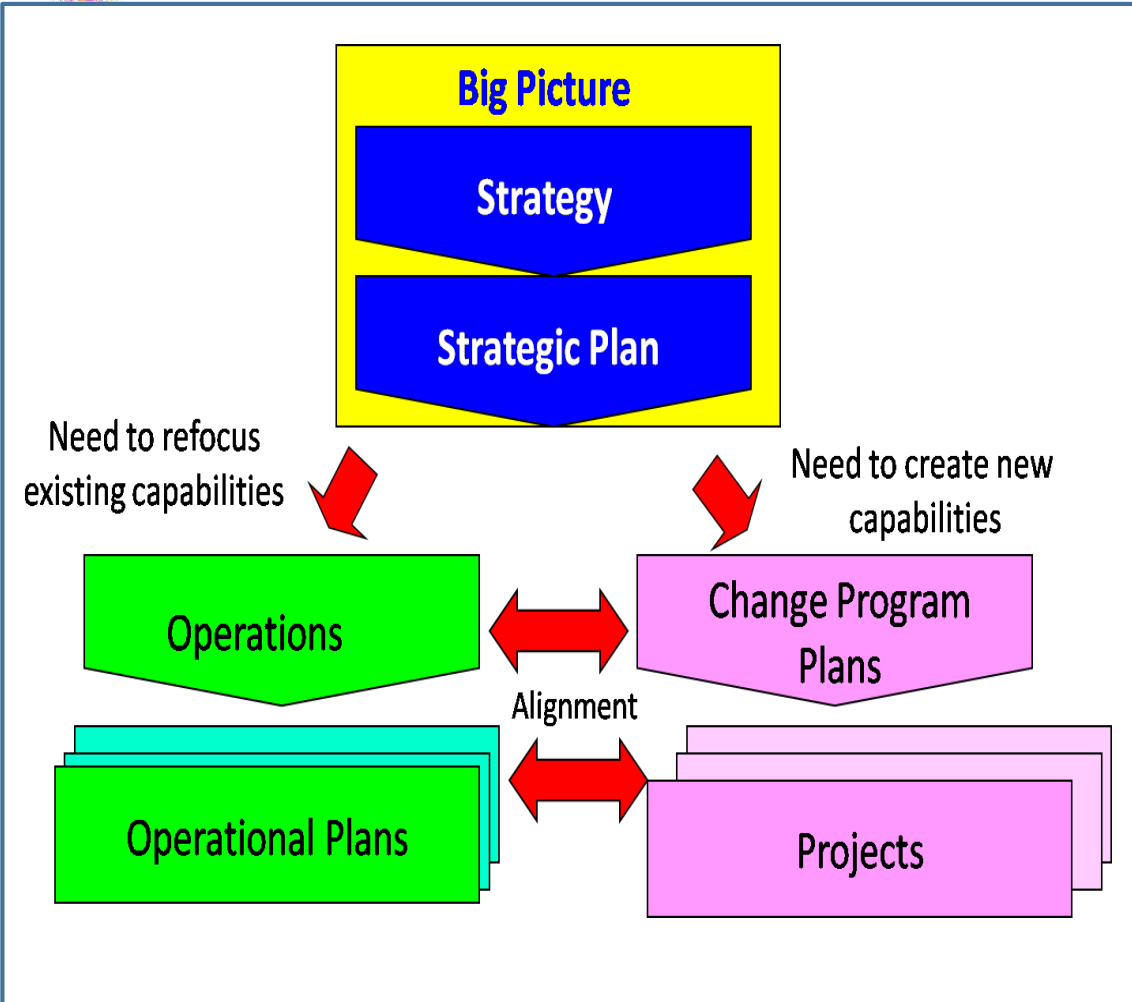 Big Picture
Strategy
Strategic Plan
Need to refocus
existing capabilities
Need to create new
capabilities
Operations
Change Program
Plans
Alignment
Operational Plans
Projects